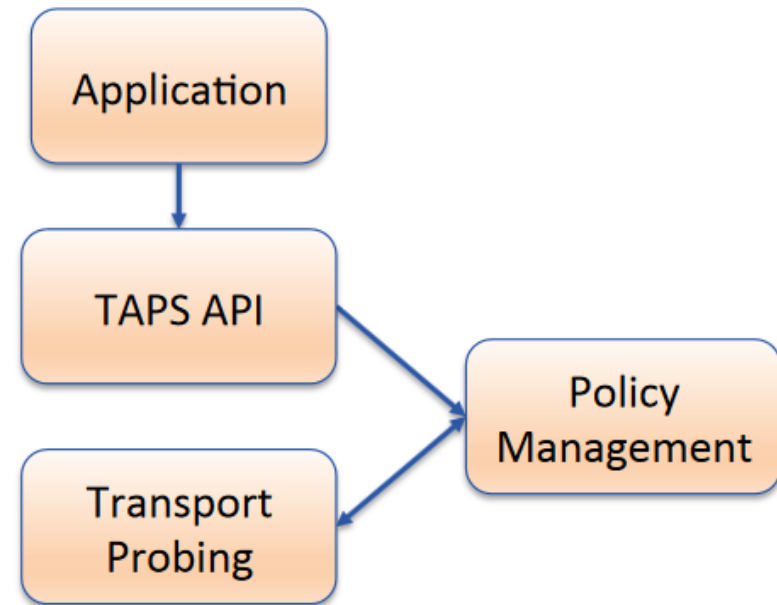 Application
TAPS API
Policy
Management
Transport
Probing